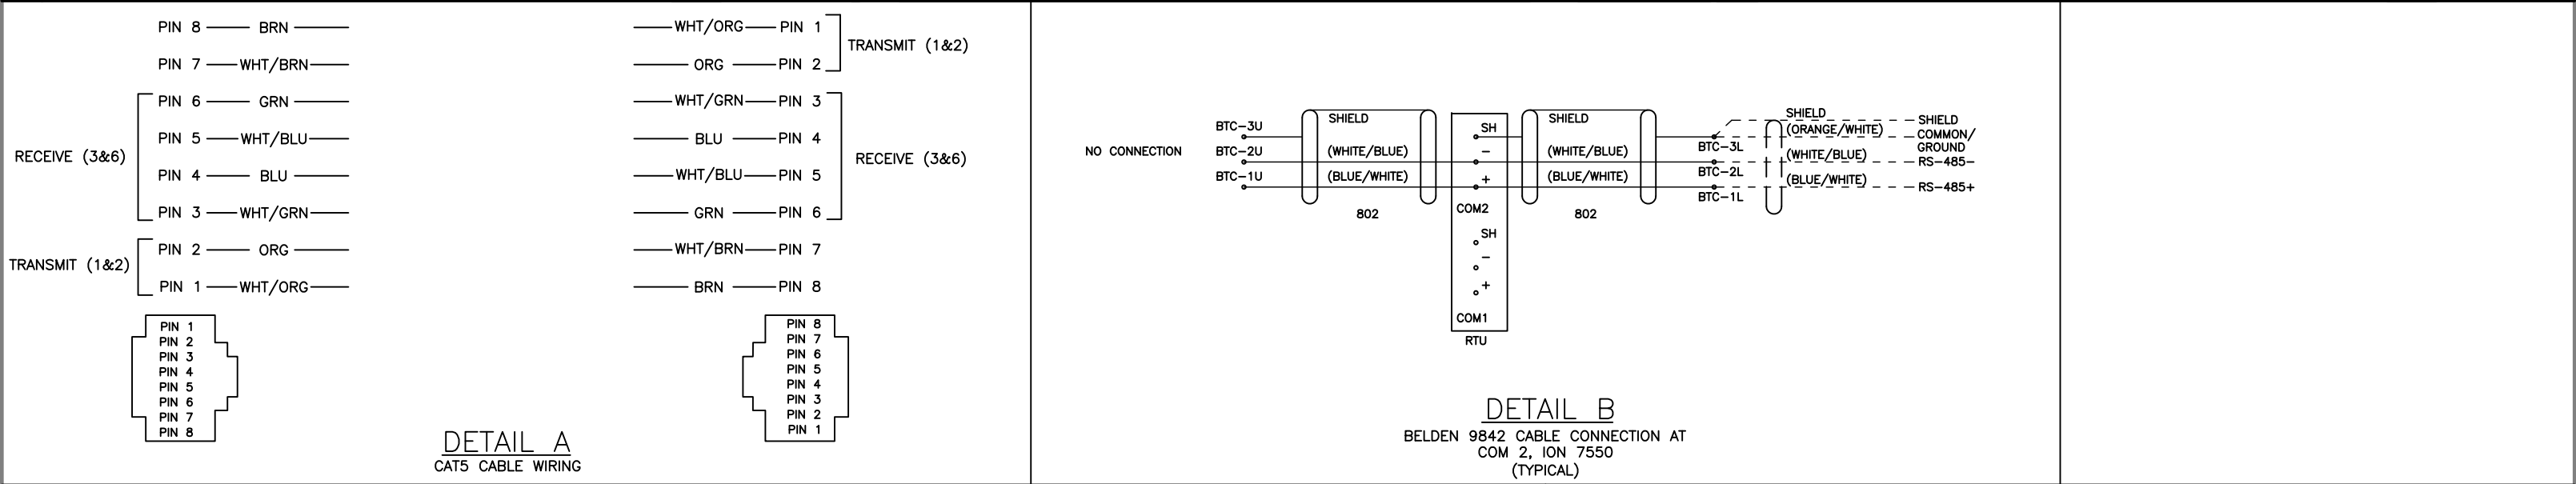 PIN 8 BRN
PIN 7 WHT/BRN
PIN 6 GRN
PIN 5 WHT/BLU
RECEIVE (3&6)
PIN 4 BLU
PIN 3 WHT/GRN
PIN 2 ORG
TRANSMIT (1&2)
PIN 1 WHT/ORG
PIN 1
PIN 2
PIN 3
PIN 4
PIN 5
PIN 6
PIN 7
PIN 8
WHT/ORG PIN 1
TRANSMIT (1&2)
ORG PIN 2
WHT/GRN PIN 3
BLU PIN 4
RECEIVE (3&6)
WHT/BLU PIN 5
GRN PIN 6
WHT/BRN PIN 7
BRN PIN 8
PIN 8
PIN 7
PIN 6
PIN 5
PIN 4
PIN 3
PIN 2
PIN 1
DETAIL A
CAT5 CABLE WIRING
NO CONNECTION
BTC-3U
BTC-2U
BTC-1U
SHIELD
(WHITE/BLUE)
(BLUE/WHITE)
802
SH
-
+
COM2
SH
-
+
COM1
RTU
SHIELD
(WHITE/BLUE)
(BLUE/WHITE)
802
BTC-3L
BTC-2L
BTC-1L
SHIELD
(ORANGE/WHITE)
(WHITE/BLUE)
(BLUE/WHITE)
SHIELD
COMMON/
GROUND
RS-485-
RS-485+
DETAIL B
BELDEN 9842 CABLE CONNECTION AT
COM 2, ION 7550
(TYPICAL)